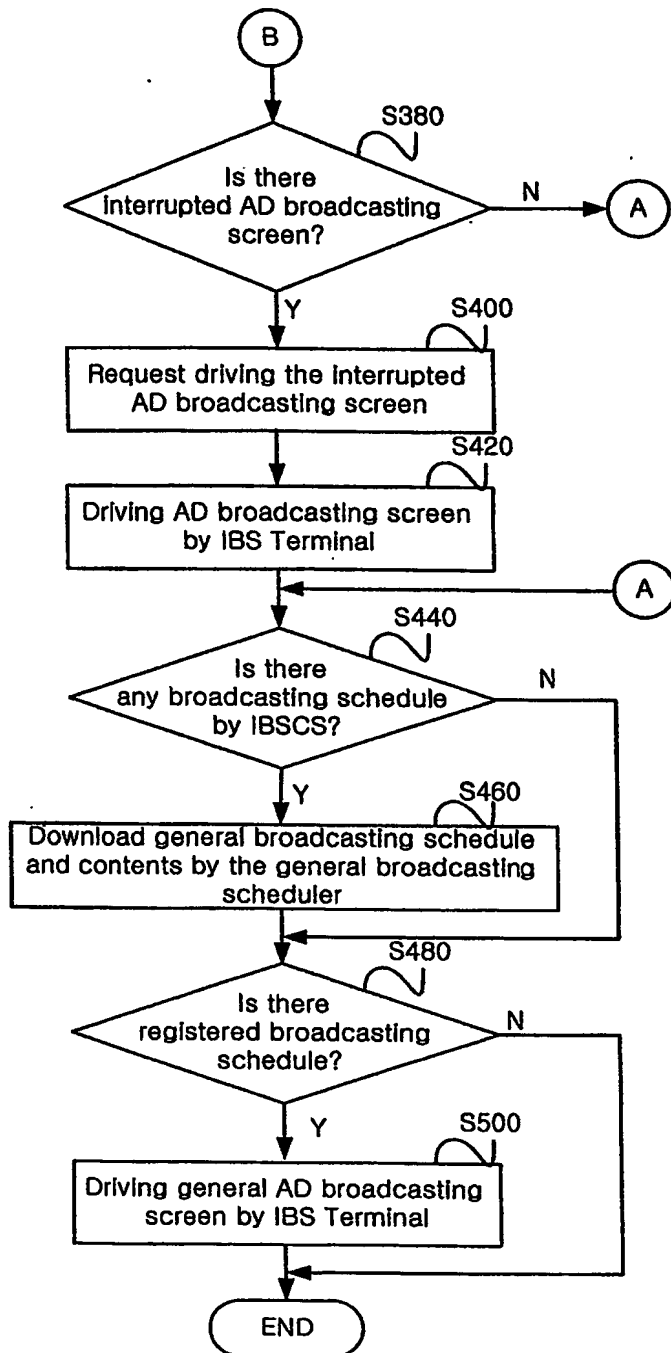 B
S380
Is there
interrupted AD broadcasting
screen?
N
A
Y
S400
Request driving the interrupted
AD broadcasting screen
S420
Driving AD broadcasting screen
by IBS Terminal
A
S440
Is there
any broadcasting schedule
by IBSCS?
N
Y
S460
Download general broadcasting schedule
and contents by the general broadcasting
scheduler
S480
Is there
registered broadcasting
schedule?
N
Y
S500
Driving general AD broadcasting
screen by IBS Terminal
END